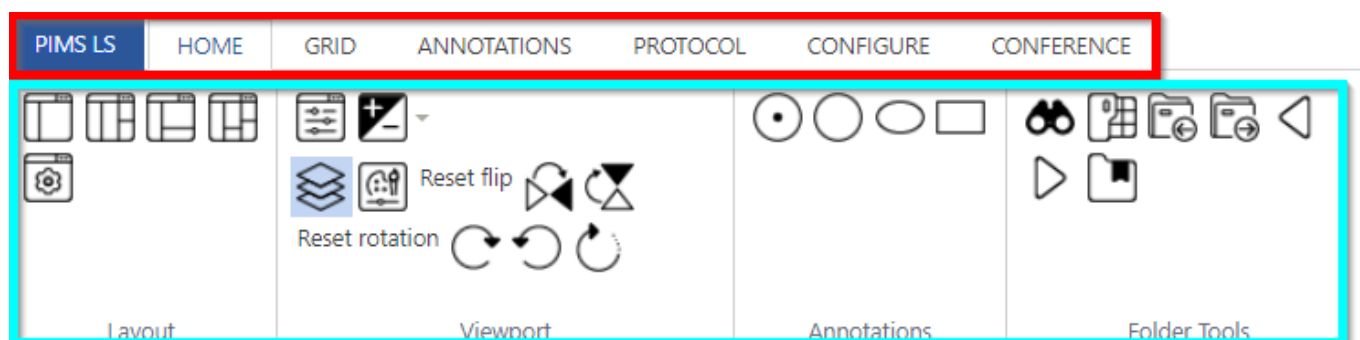 PIMS LS HOME GRID ANNOTATIONS PROTOCOL CONFIGURE CONFERENCE
Reset flip
Reset rotation
Layout Viewport Annotations Folder Tools